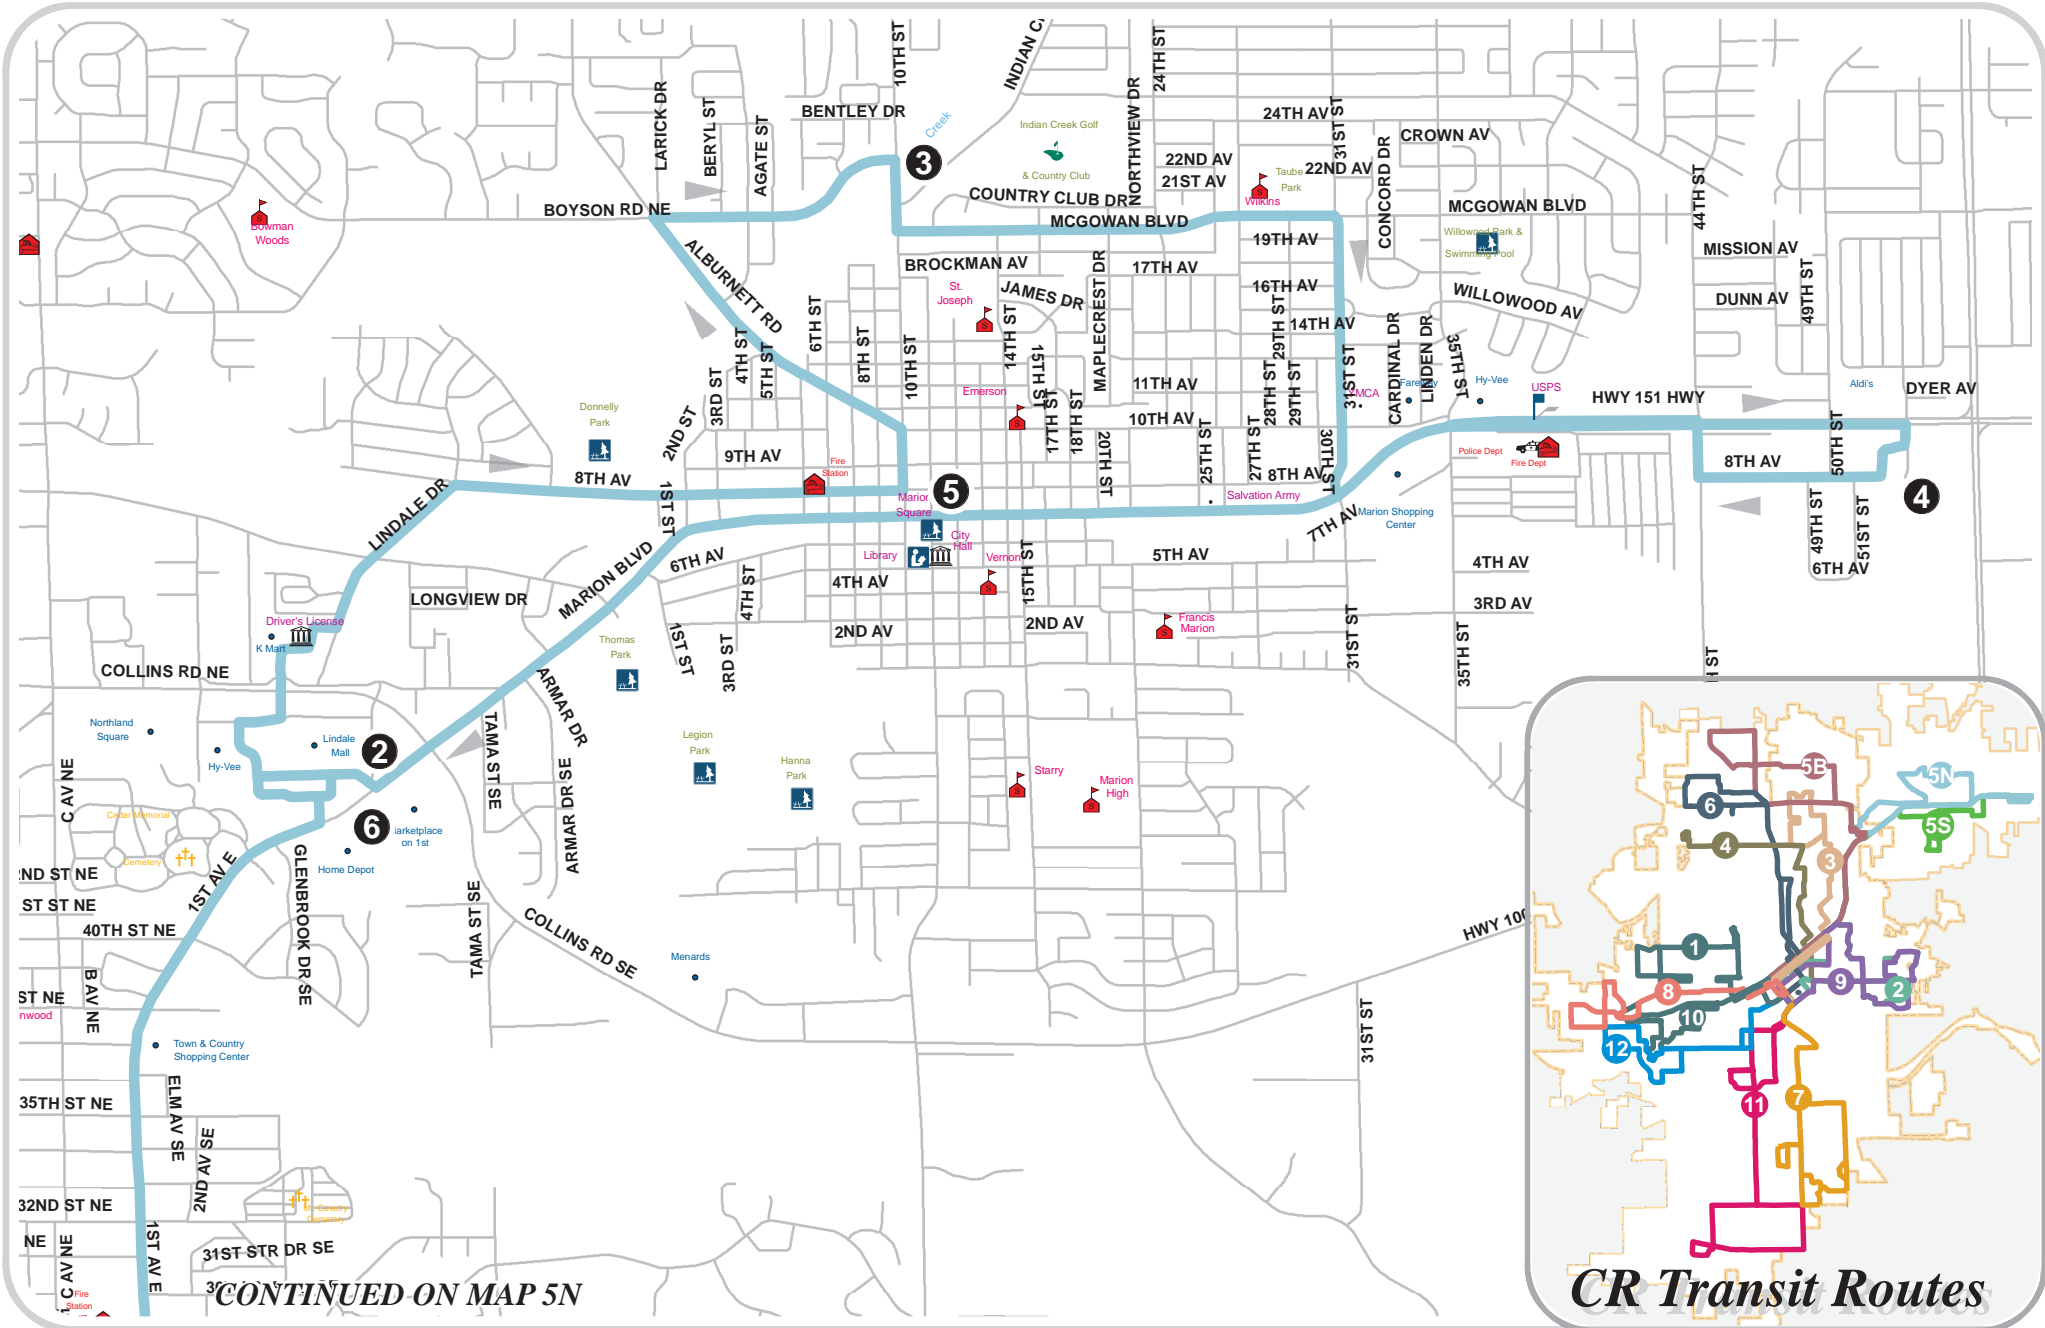 10TH ST
INDIAN C
24TH ST
LARICK DR
BERYL ST
AGATE ST
BENTLEY DR
Creek
3
Indian Creek Golf
& Country Club
NORTHVIEW DR
24TH AV
31ST ST
CROWN AV
CONCORD DR
22ND AV
22ND AV
21ST AV
Taube
Park
Wilkins
COUNTRY CLUB DR
MCGOWAN BLVD
MCGOWAN BLVD
44TH ST
BOYSON RD NE
Bowman
Woods
ALBURNETT RD
19TH AV
Willowood Park &
Swimming Pool
MISSION AV
BROCKMAN AV
17TH AV
MAPLECREST DR
St.
Joseph
JAMES DR
16TH AV
WILLOWOOD AV
DUNN AV
49TH ST
6TH ST
8TH ST
10TH ST
14TH ST
15TH ST
29TH ST
14TH AV
4TH ST
5TH ST
3RD ST
2ND ST
31ST ST
CARDINAL DR
LINDEN DR
35TH ST
Emerson
11TH AV
28TH ST
29TH ST
YMCA
Fareway
Hy-Vee
USPS
HWY 151 HWY
Aldi's
DYER AV
Donnelly
Park
17TH ST
18TH ST
10TH AV
20TH ST
25TH ST
27TH ST
30TH ST
50TH ST
9TH AV
Fire
Station
8TH AV
8TH AV
8TH AV
Police Dept
Fire Dept
LINDALE DR
1ST ST
Marion
Square
5
Salvation Army
7TH AV
Marion Shopping
Center
4
49TH ST
51ST ST
6TH AV
City
Hall
Library
Vernon
MARION BLVD
6TH AV
5TH AV
4TH AV
4TH AV
4TH ST
15TH ST
LONGVIEW DR
3RD AV
Driver's License
K Mart
Thomas
Park
1ST ST
3RD ST
2ND AV
2ND AV
Francis
Marion
31ST ST
35TH ST
H ST
COLLINS RD NE
ARMAR DR
Northland
Square
Lindale
Mall
Hy-Vee
2
TAMA ST SE
Legion
Park
Hanna
Park
Starry
Marion
High
C AV NE
Cedar Memorial
Cemetery
6
arketplace
on 1st
Home Depot
ARMAR DR SE
ST ST NE
1ST AV E
GLENBROOK DR SE
TAMA ST SE
COLLINS RD SE
40TH ST NE
HWY 100
Menards
B AV NE
ST NE
nwood
Town & Country
Shopping Center
31ST ST
35TH ST NE
ELM AV SE
2ND AV SE
32ND ST NE
NE
C AV NE
1ST AV E
31ST STR DR SE
Fire
Station
CONTINUED ON MAP 5N
5B
5N
6
5S
4
3
1
9
2
8
10
12
11
7
CR Transit Routes